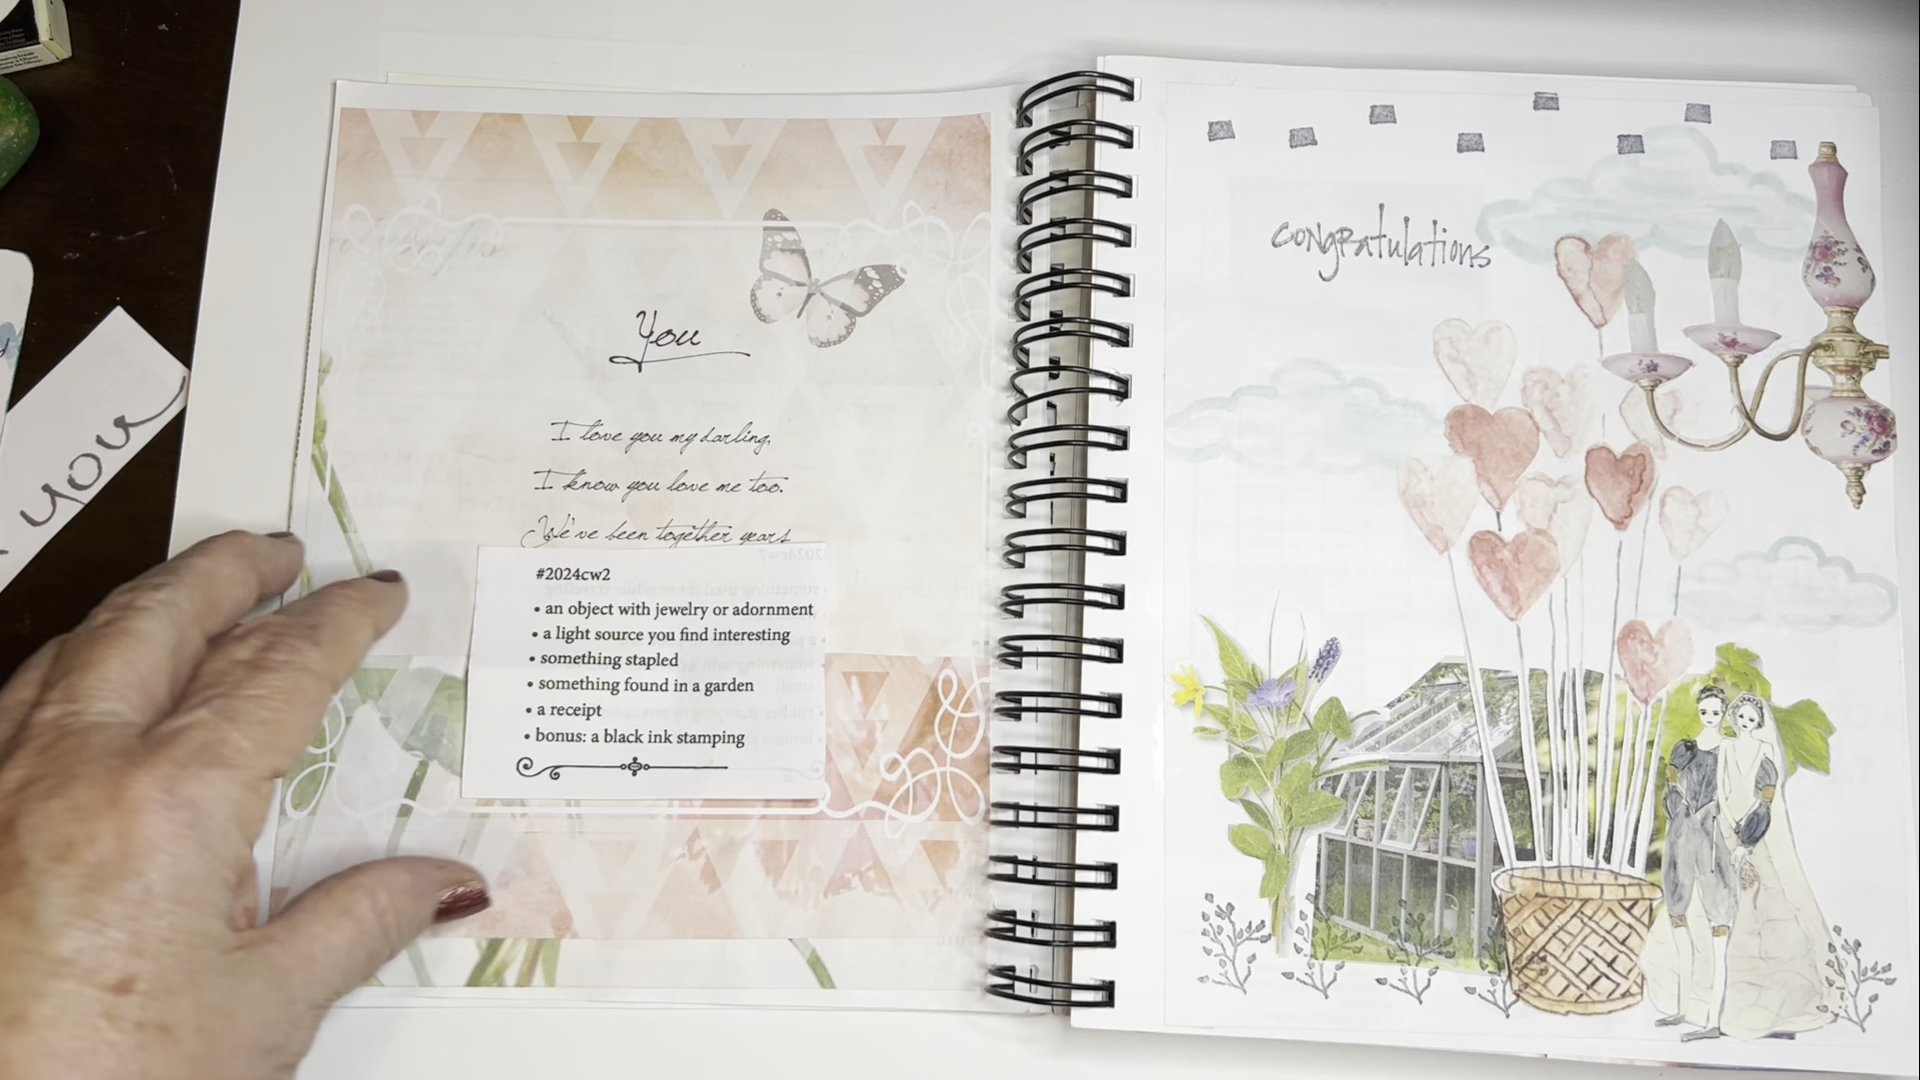 You
I love you my darling,
I know you love me too.
We've been together years
#2024cw2
• an object with jewelry or adornment
• a light source you find interesting
• something stapled
• something found in a garden
• a receipt
• bonus: a black ink stamping
congratulations
you